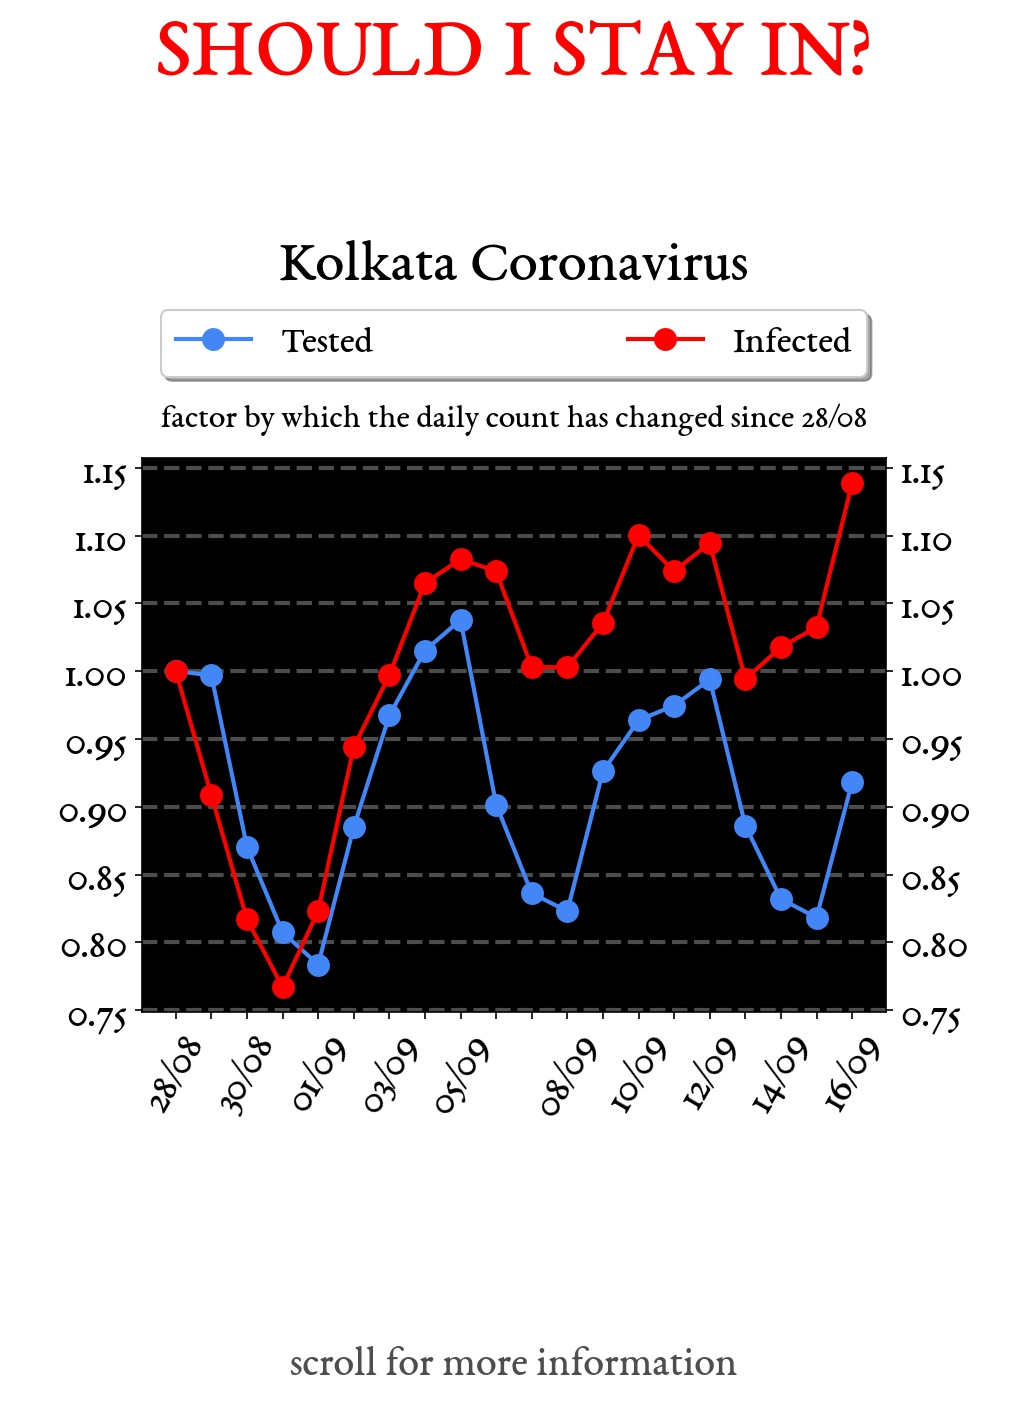 SHOULD I STAY IN?
Kolkata Coronavirus
Tested Infected
factor by which the daily count has changed since 28/08
1.15 1.15
1.10 1.10
1.05 1.05
1.00 1.00
0.95 0.95
0.90 0.90
0.85 0.85
0.80 0.80
0.75 0.75
28/08 30/08 01/09 03/09 05/09 08/09 10/09 12/09 14/09 16/09
scroll for more information